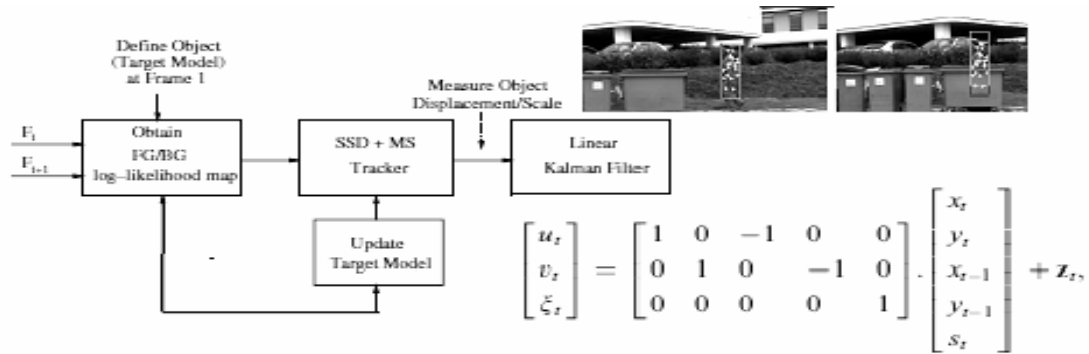 Define Object
(Target Model)
at Frame 1
Measure Object
Displacement/Scale
F_i
F_{i+1}
Obtain
FG/BG
log-likelihood map
SSD + MS
Tracker
Linear
Kalman Filter
Update
Target Model
[u_t v_t ξ_t] = [1 0 −1 0 0; 0 1 0 −1 0; 0 0 0 0 1] · [x_t y_t x_{t−1} y_{t−1} s_t] + z_t,